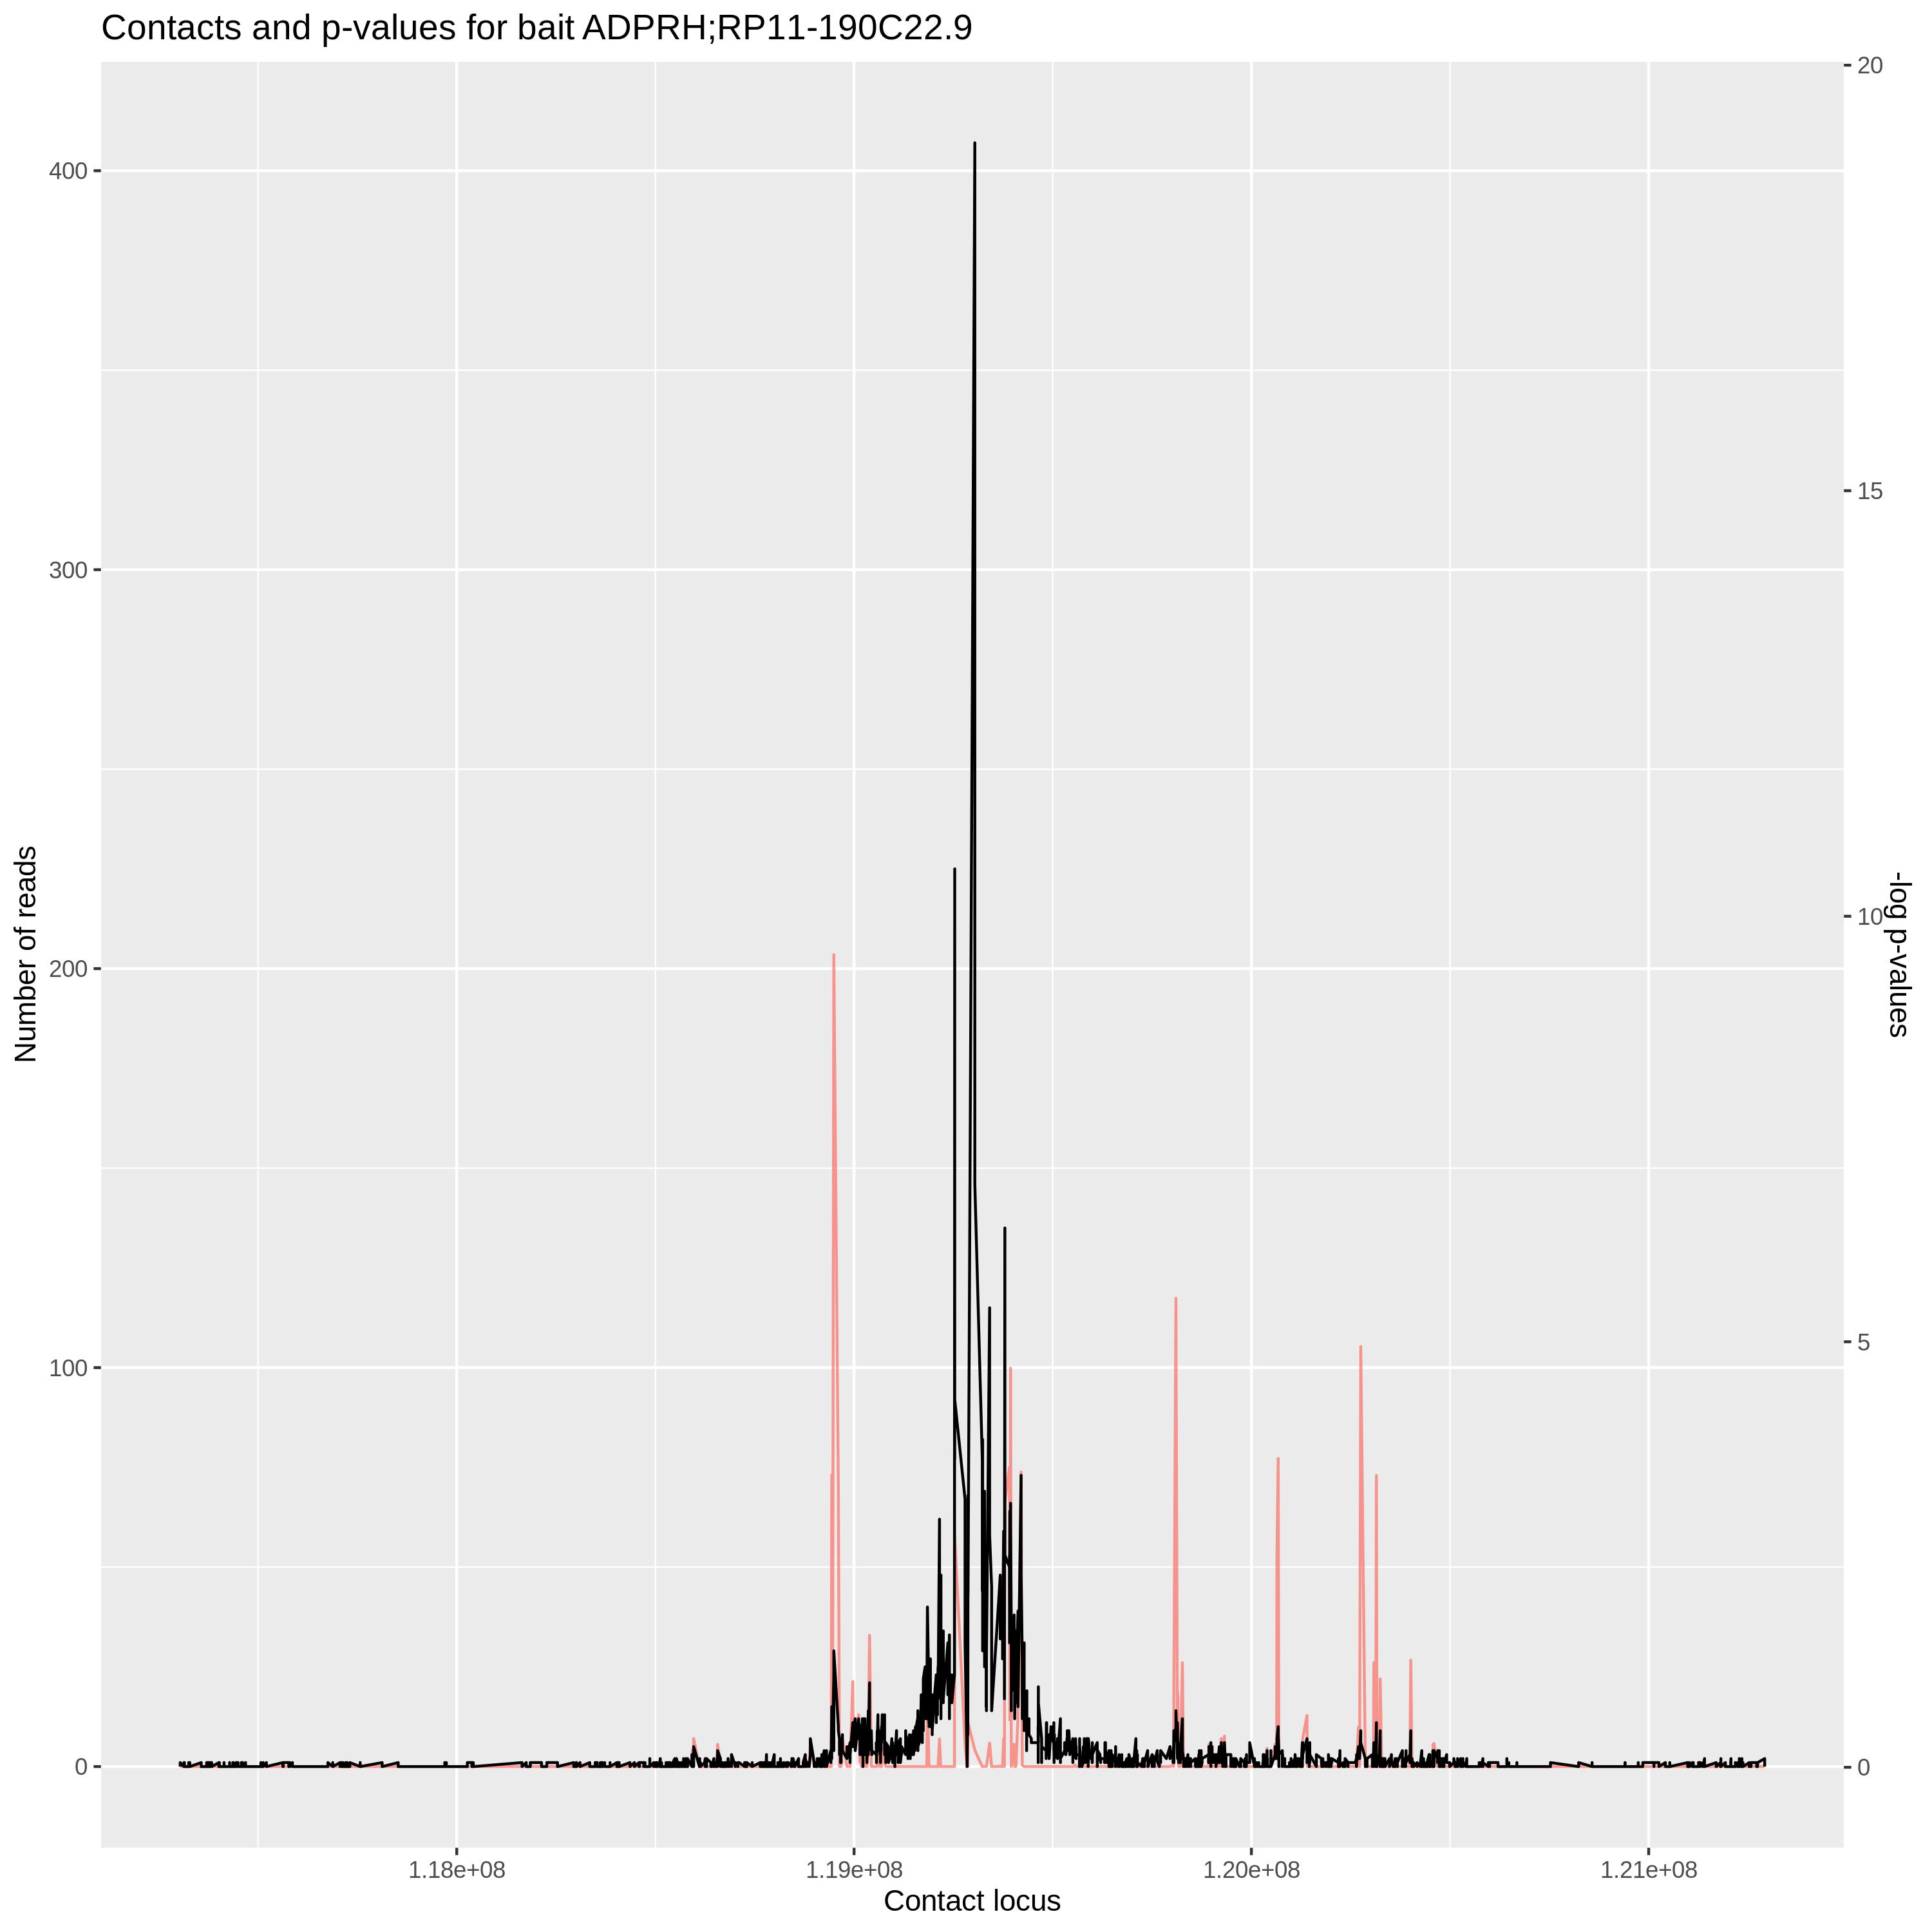 Contacts and p-values for bait ADPRH;RP11-190C22.9
Number of reads
400
300
200
100
0
20
15
10
5
0
-log p-values
1.18e+08
1.19e+08
1.20e+08
1.21e+08
Contact locus